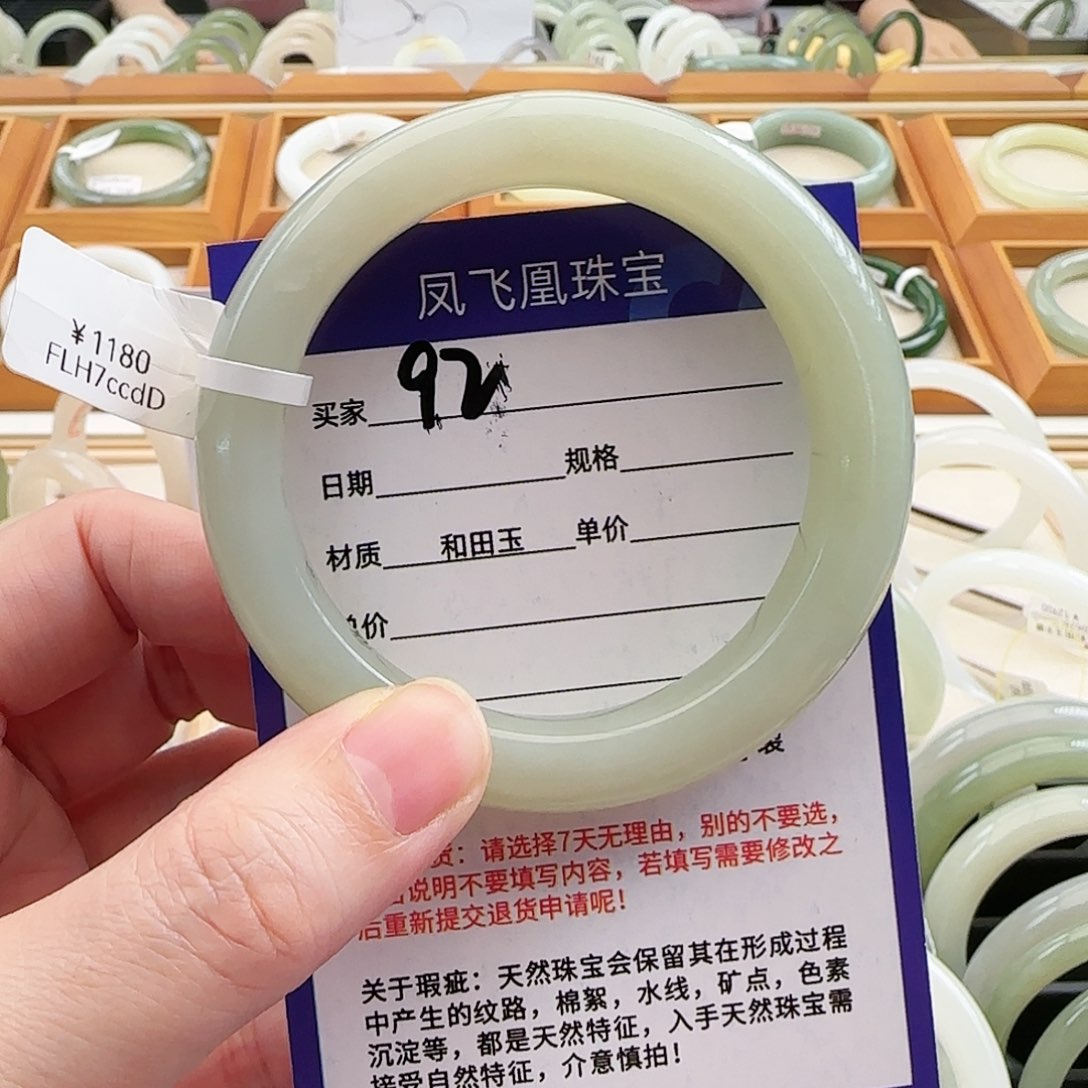 凤飞凰珠宝
¥1180
FLH7ccdD
买家 92
日期 规格
材质 和田玉 单价
价
货：请选择7天无理由，别的不要选，
说明不要填写内容，若填写需要修改之
后重新提交退货申请呢！
关于瑕疵：天然珠宝会保留其在形成过程
中产生的纹路，棉絮，水线，矿点，色素
沉淀等，都是天然特征，入手天然珠宝需
接受自然特征，介意慎拍！